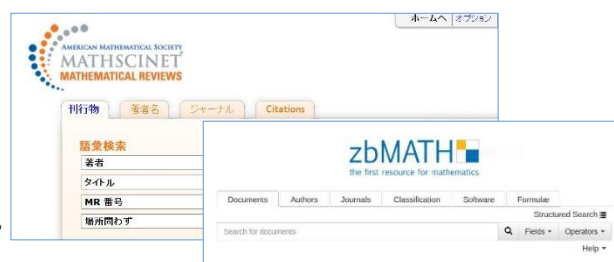 ホームへ オプション
AMERICAN MATHEMATICAL SOCIETY
MATHSCINET
MATHEMATICAL REVIEWS
刊行物 著者名 ジャーナル Citations
語彙検索
著者
タイトル
MR 番号
場所問わず
zbMATH
the first resource for mathematics
Documents Authors Journals Classification Software Formulæ
Structured Search
Search for documents Fields Operators
Help